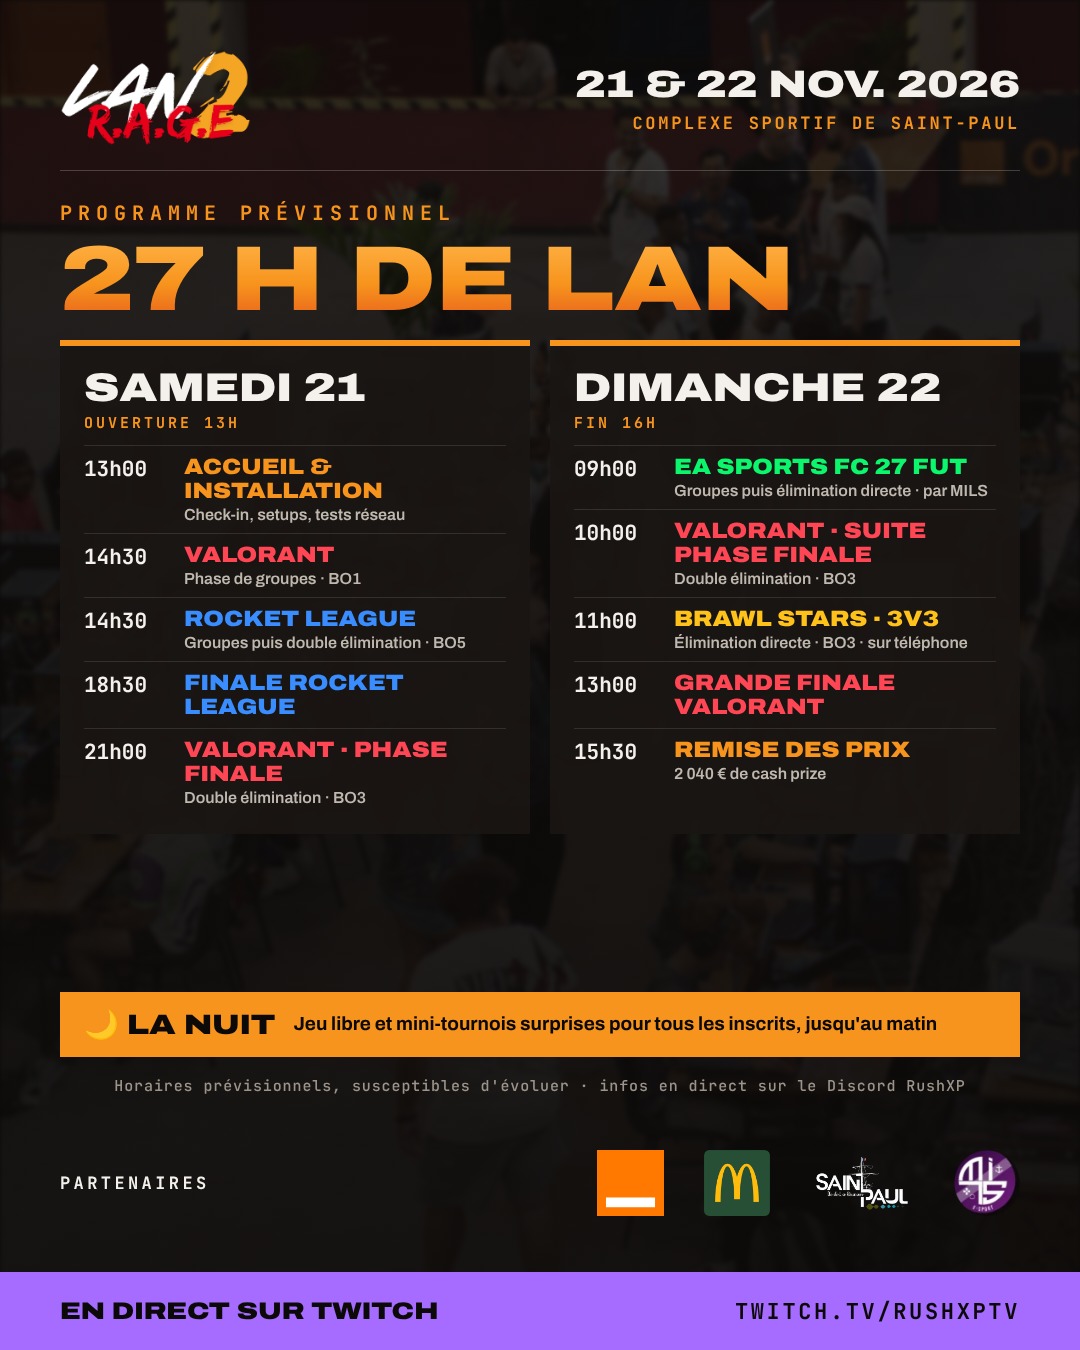 LAN 2
R.A.G.E
21 & 22 NOV. 2026
COMPLEXE SPORTIF DE SAINT-PAUL
PROGRAMME PRÉVISIONNEL
27 H DE LAN
SAMEDI 21
OUVERTURE 13H
13h00 ACCUEIL &
INSTALLATION
Check-in, setups, tests réseau
14h30 VALORANT
Phase de groupes · BO1
14h30 ROCKET LEAGUE
Groupes puis double élimination · BO5
18h30 FINALE ROCKET
LEAGUE
21h00 VALORANT · PHASE
FINALE
Double élimination · BO3
DIMANCHE 22
FIN 16H
09h00 EA SPORTS FC 27 FUT
Groupes puis élimination directe · par MILS
10h00 VALORANT · SUITE
PHASE FINALE
Double élimination · BO3
11h00 BRAWL STARS · 3V3
Élimination directe · BO3 · sur téléphone
13h00 GRANDE FINALE
VALORANT
15h30 REMISE DES PRIX
2 040 € de cash prize
🌙 LA NUIT Jeu libre et mini-tournois surprises pour tous les inscrits, jusqu'au matin
Horaires prévisionnels, susceptibles d'évoluer · infos en direct sur le Discord RushXP
PARTENAIRES
SAINT
PAUL
EN DIRECT SUR TWITCH
TWITCH.TV/RUSHXPTV